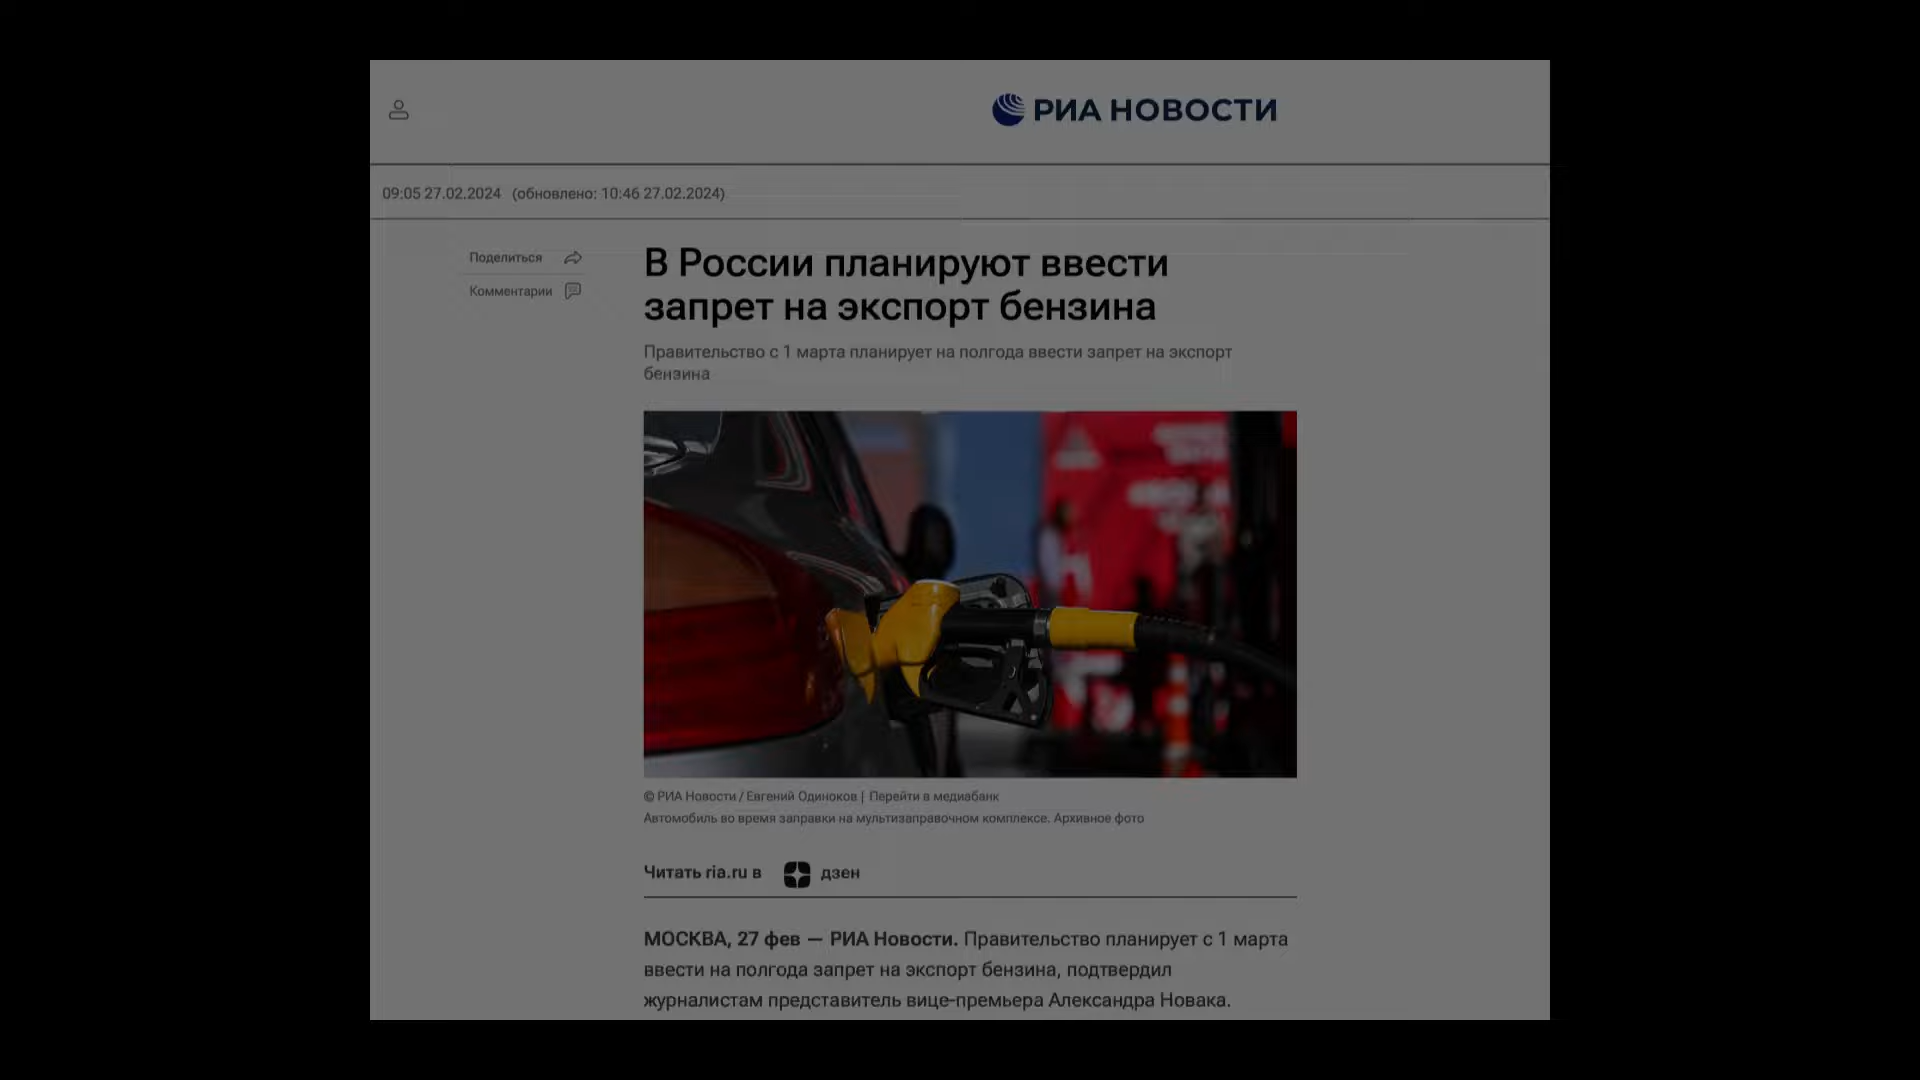 РИА НОВОСТИ
09:05 27.02.2024 (обновлено: 10:46 27.02.2024)
Поделиться
Комментарии
В России планируют ввести
запрет на экспорт бензина
Правительство с 1 марта планирует на полгода ввести запрет на экспорт
бензина
© РИА Новости / Евгений Одиноков | Перейти в медиабанк
Автомобиль во время заправки на мультизаправочном комплексе. Архивное фото
Читать ria.ru в дзен
МОСКВА, 27 фев — РИА Новости. Правительство планирует с 1 марта
ввести на полгода запрет на экспорт бензина, подтвердил
журналистам представитель вице-премьера Александра Новака.